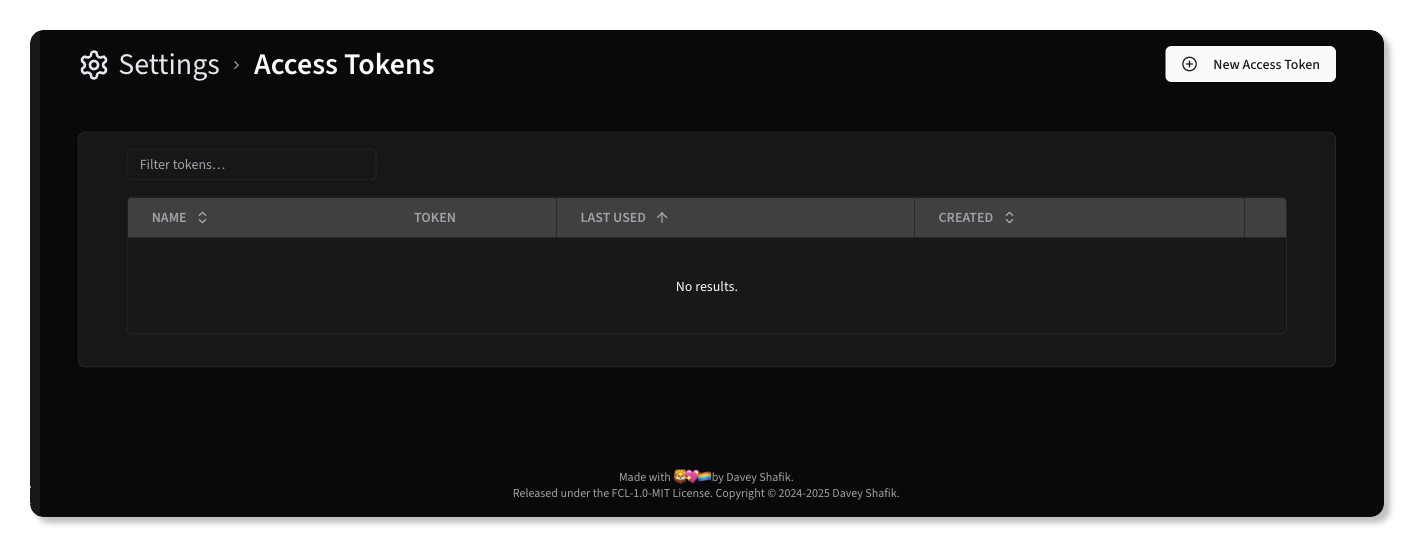 Settings > Access Tokens
New Access Token
Filter tokens…
NAME TOKEN LAST USED CREATED
No results.
Made with 🦁💖🏳️‍🌈 by Davey Shafik.
Released under the FCL-1.0-MIT License. Copyright © 2024-2025 Davey Shafik.